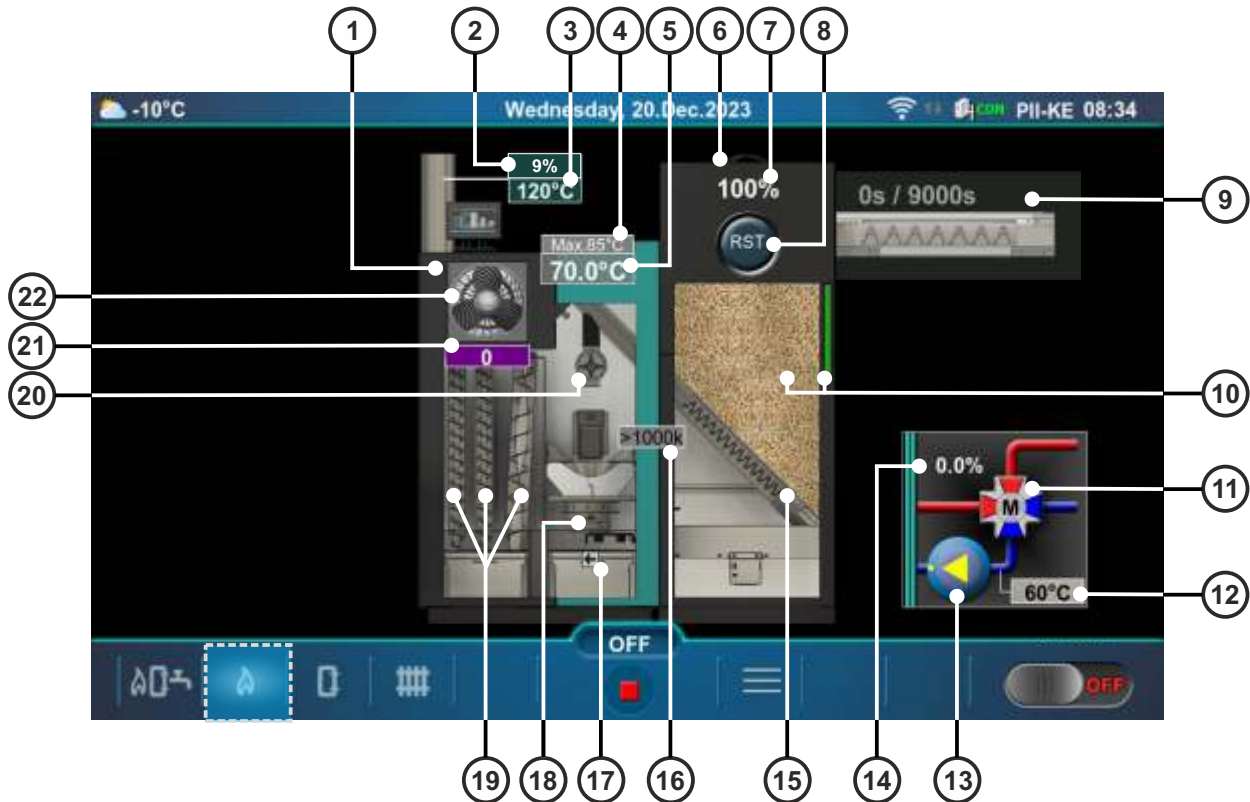 1 2 3 4 5 6 7 8
-10°C Wednesday, 20.Dec.2023 CON PII-KE 08:34
9%
120°C
100%
0s / 9000s
9
Max.85°C
RST
70.0°C
22
21
0
20
10
>1000k
0.0%
11
M
60°C
12
OFF
OFF
19 18 17 16 15 14 13